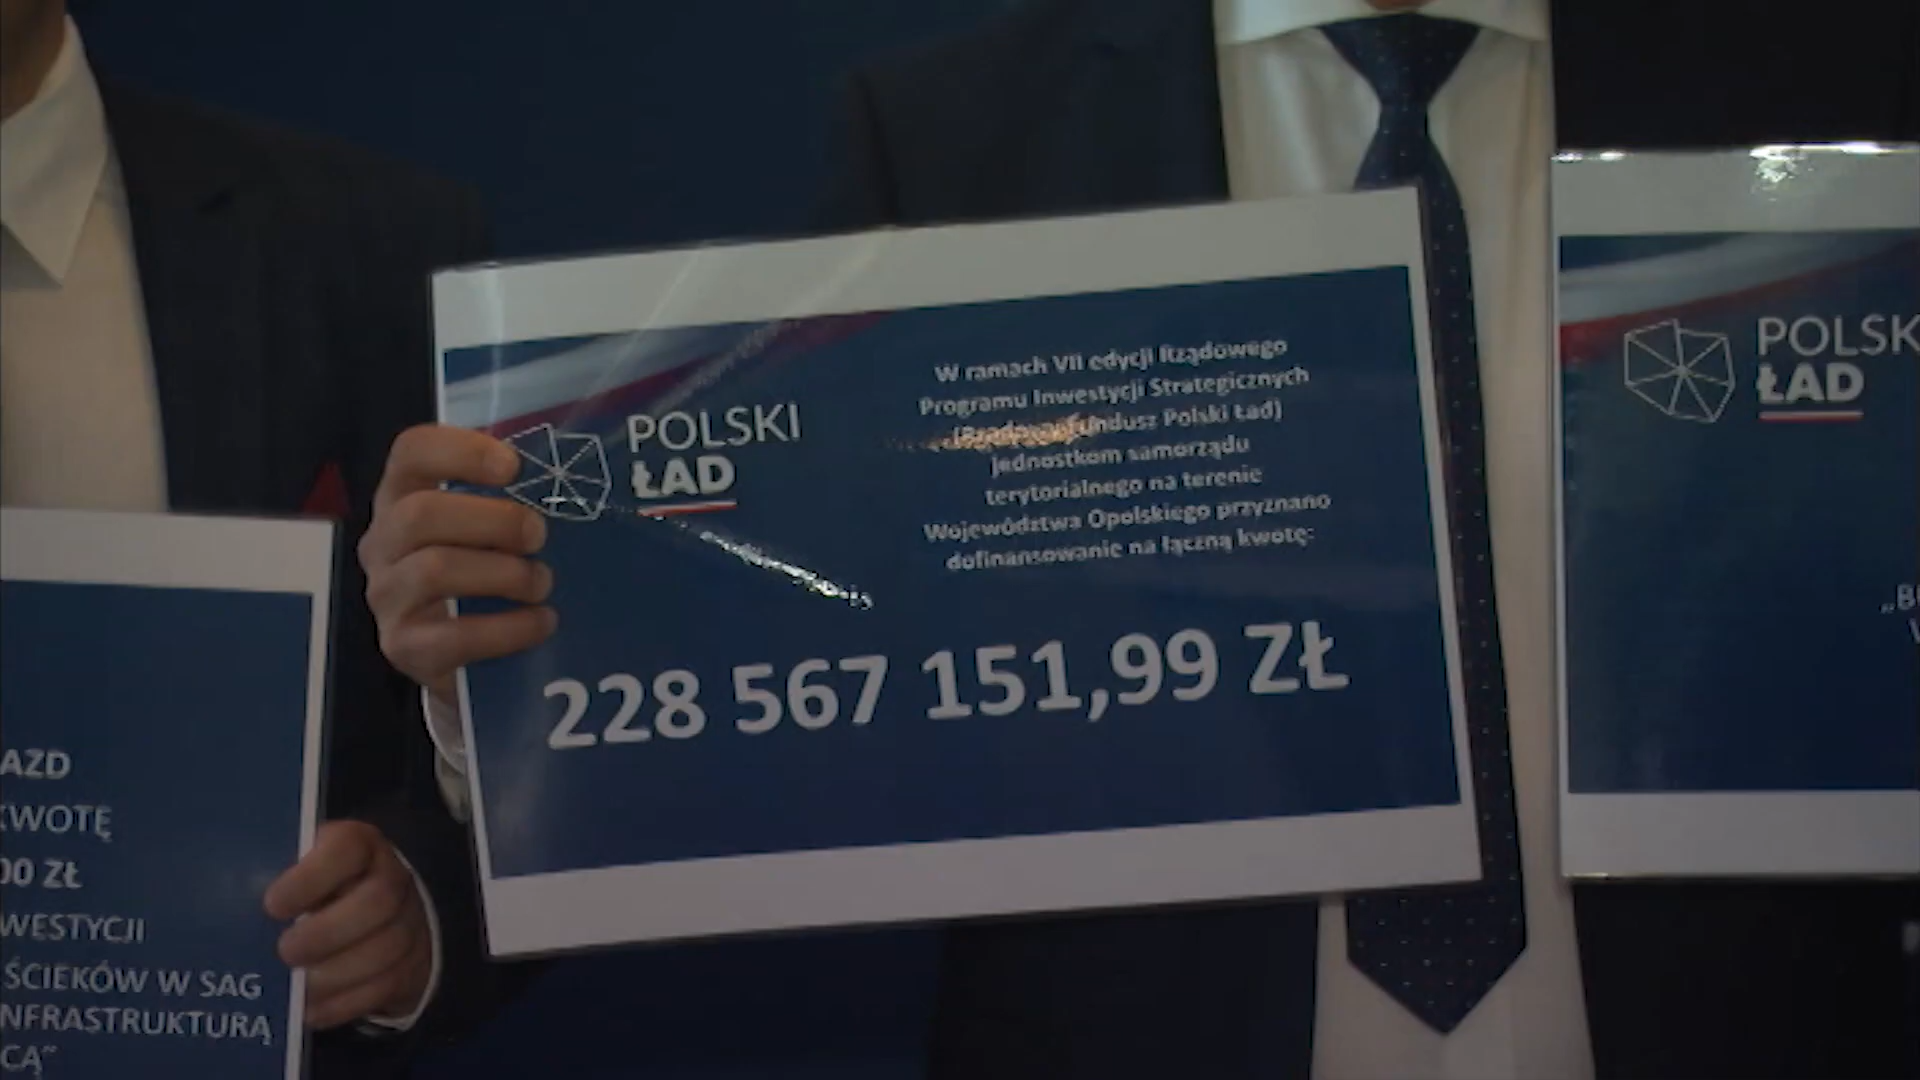 POLSKI
ŁAD
W ramach VII edycji Rządowego
Programu Inwestycji Strategicznych
(Rządowy Fundusz Polski Ład)
jednostkom samorządu
terytorialnego na terenie
Województwa Opolskiego przyznano
dofinansowanie na łączną kwotę:
228 567 151,99 ZŁ
AZD
KWOTĘ
00 ZŁ
WESTYCJI
ŚCIEKÓW W SAG
NFRASTRUKTURĄ
CĄ"
POLSK
ŁAD
„B